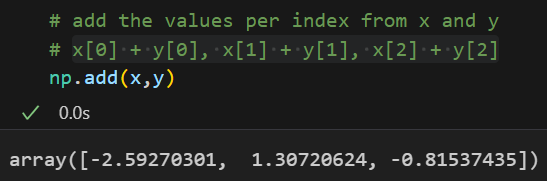 # add the values per index from x and y
# x[0] + y[0], x[1] + y[1], x[2] + y[2]
np.add(x,y)
0.0s
array([-2.59270301,  1.30720624, -0.81537435])